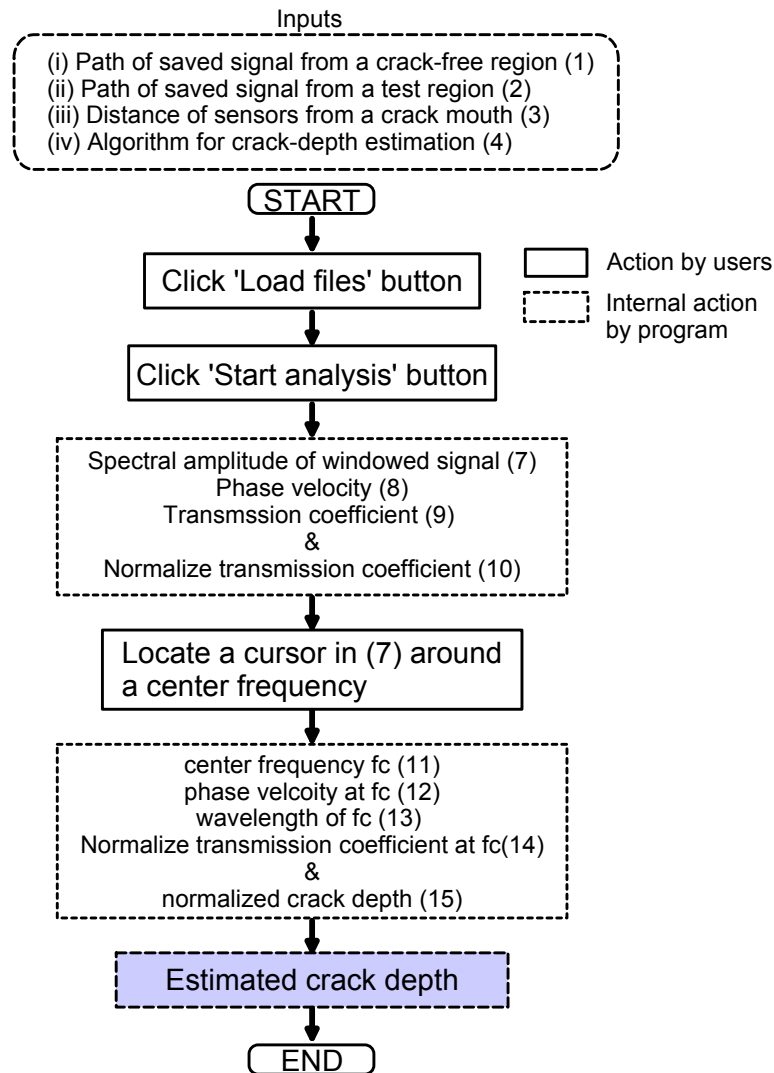 Inputs
(i) Path of saved signal from a crack-free region (1)
(ii) Path of saved signal from a test region (2)
(iii) Distance of sensors from a crack mouth (3)
(iv) Algorithm for crack-depth estimation (4)
START
Click 'Load files' button
Action by users
Internal action
by program
Click 'Start analysis' button
Spectral amplitude of windowed signal (7)
Phase velocity (8)
Transmssion coefficient (9)
&
Normalize transmission coefficient (10)
Locate a cursor in (7) around
a center frequency
center frequency fc (11)
phase velcoity at fc (12)
wavelength of fc (13)
Normalize transmission coefficient at fc(14)
&
normalized crack depth (15)
Estimated crack depth
END